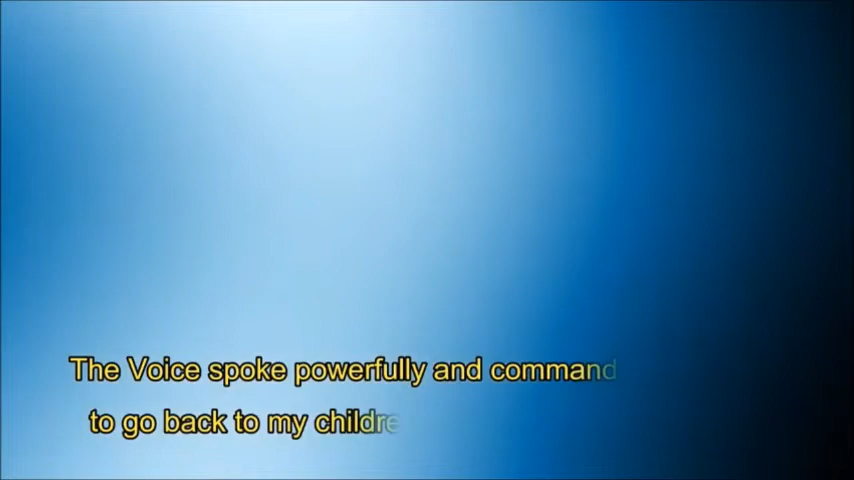 The Voice spoke powerfully and command
to go back to my childre